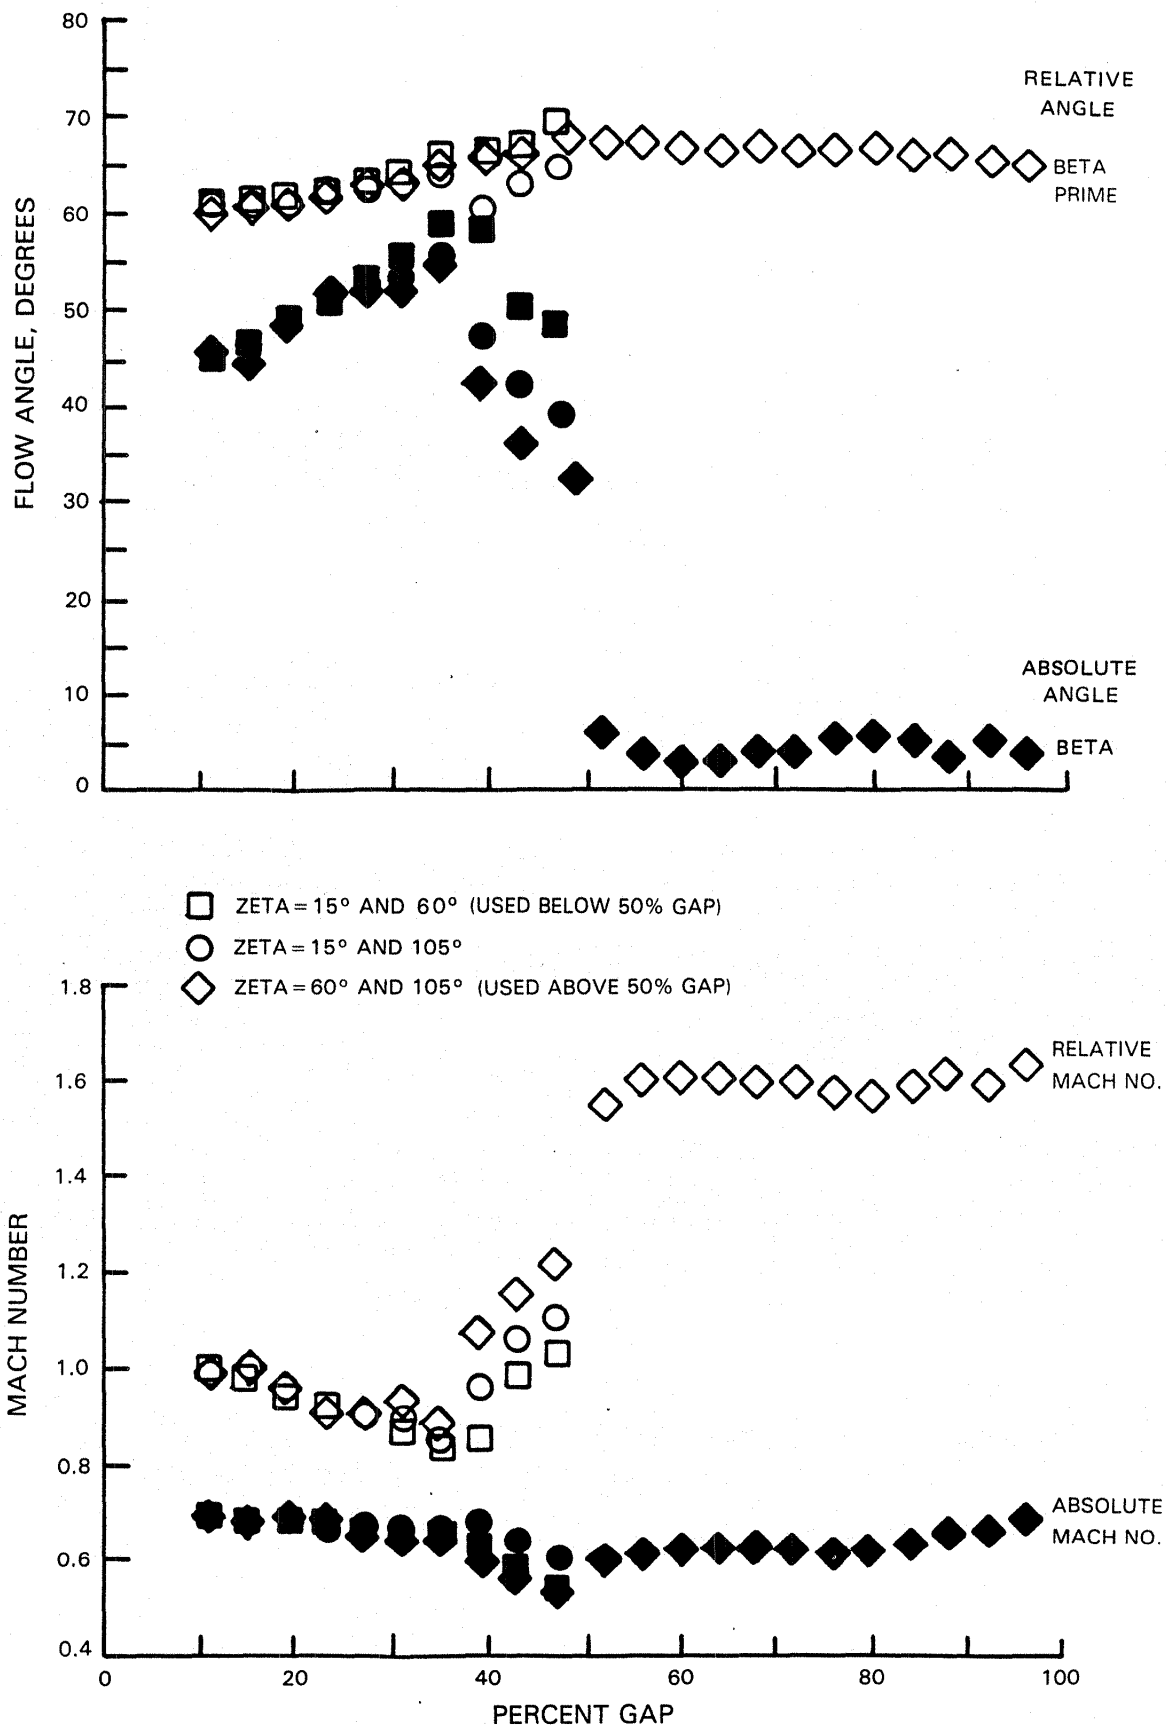 80
70
60
50
40
30
20
10
0
FLOW ANGLE, DEGREES
RELATIVE
ANGLE
BETA
PRIME
ABSOLUTE
ANGLE
BETA
ZETA = 15° AND 60° (USED BELOW 50% GAP)
ZETA = 15° AND 105°
ZETA = 60° AND 105° (USED ABOVE 50% GAP)
1.8
1.6
1.4
1.2
1.0
0.8
0.6
0.4
MACH NUMBER
RELATIVE
MACH NO.
ABSOLUTE
MACH NO.
0 20 40 60 80 100
PERCENT GAP